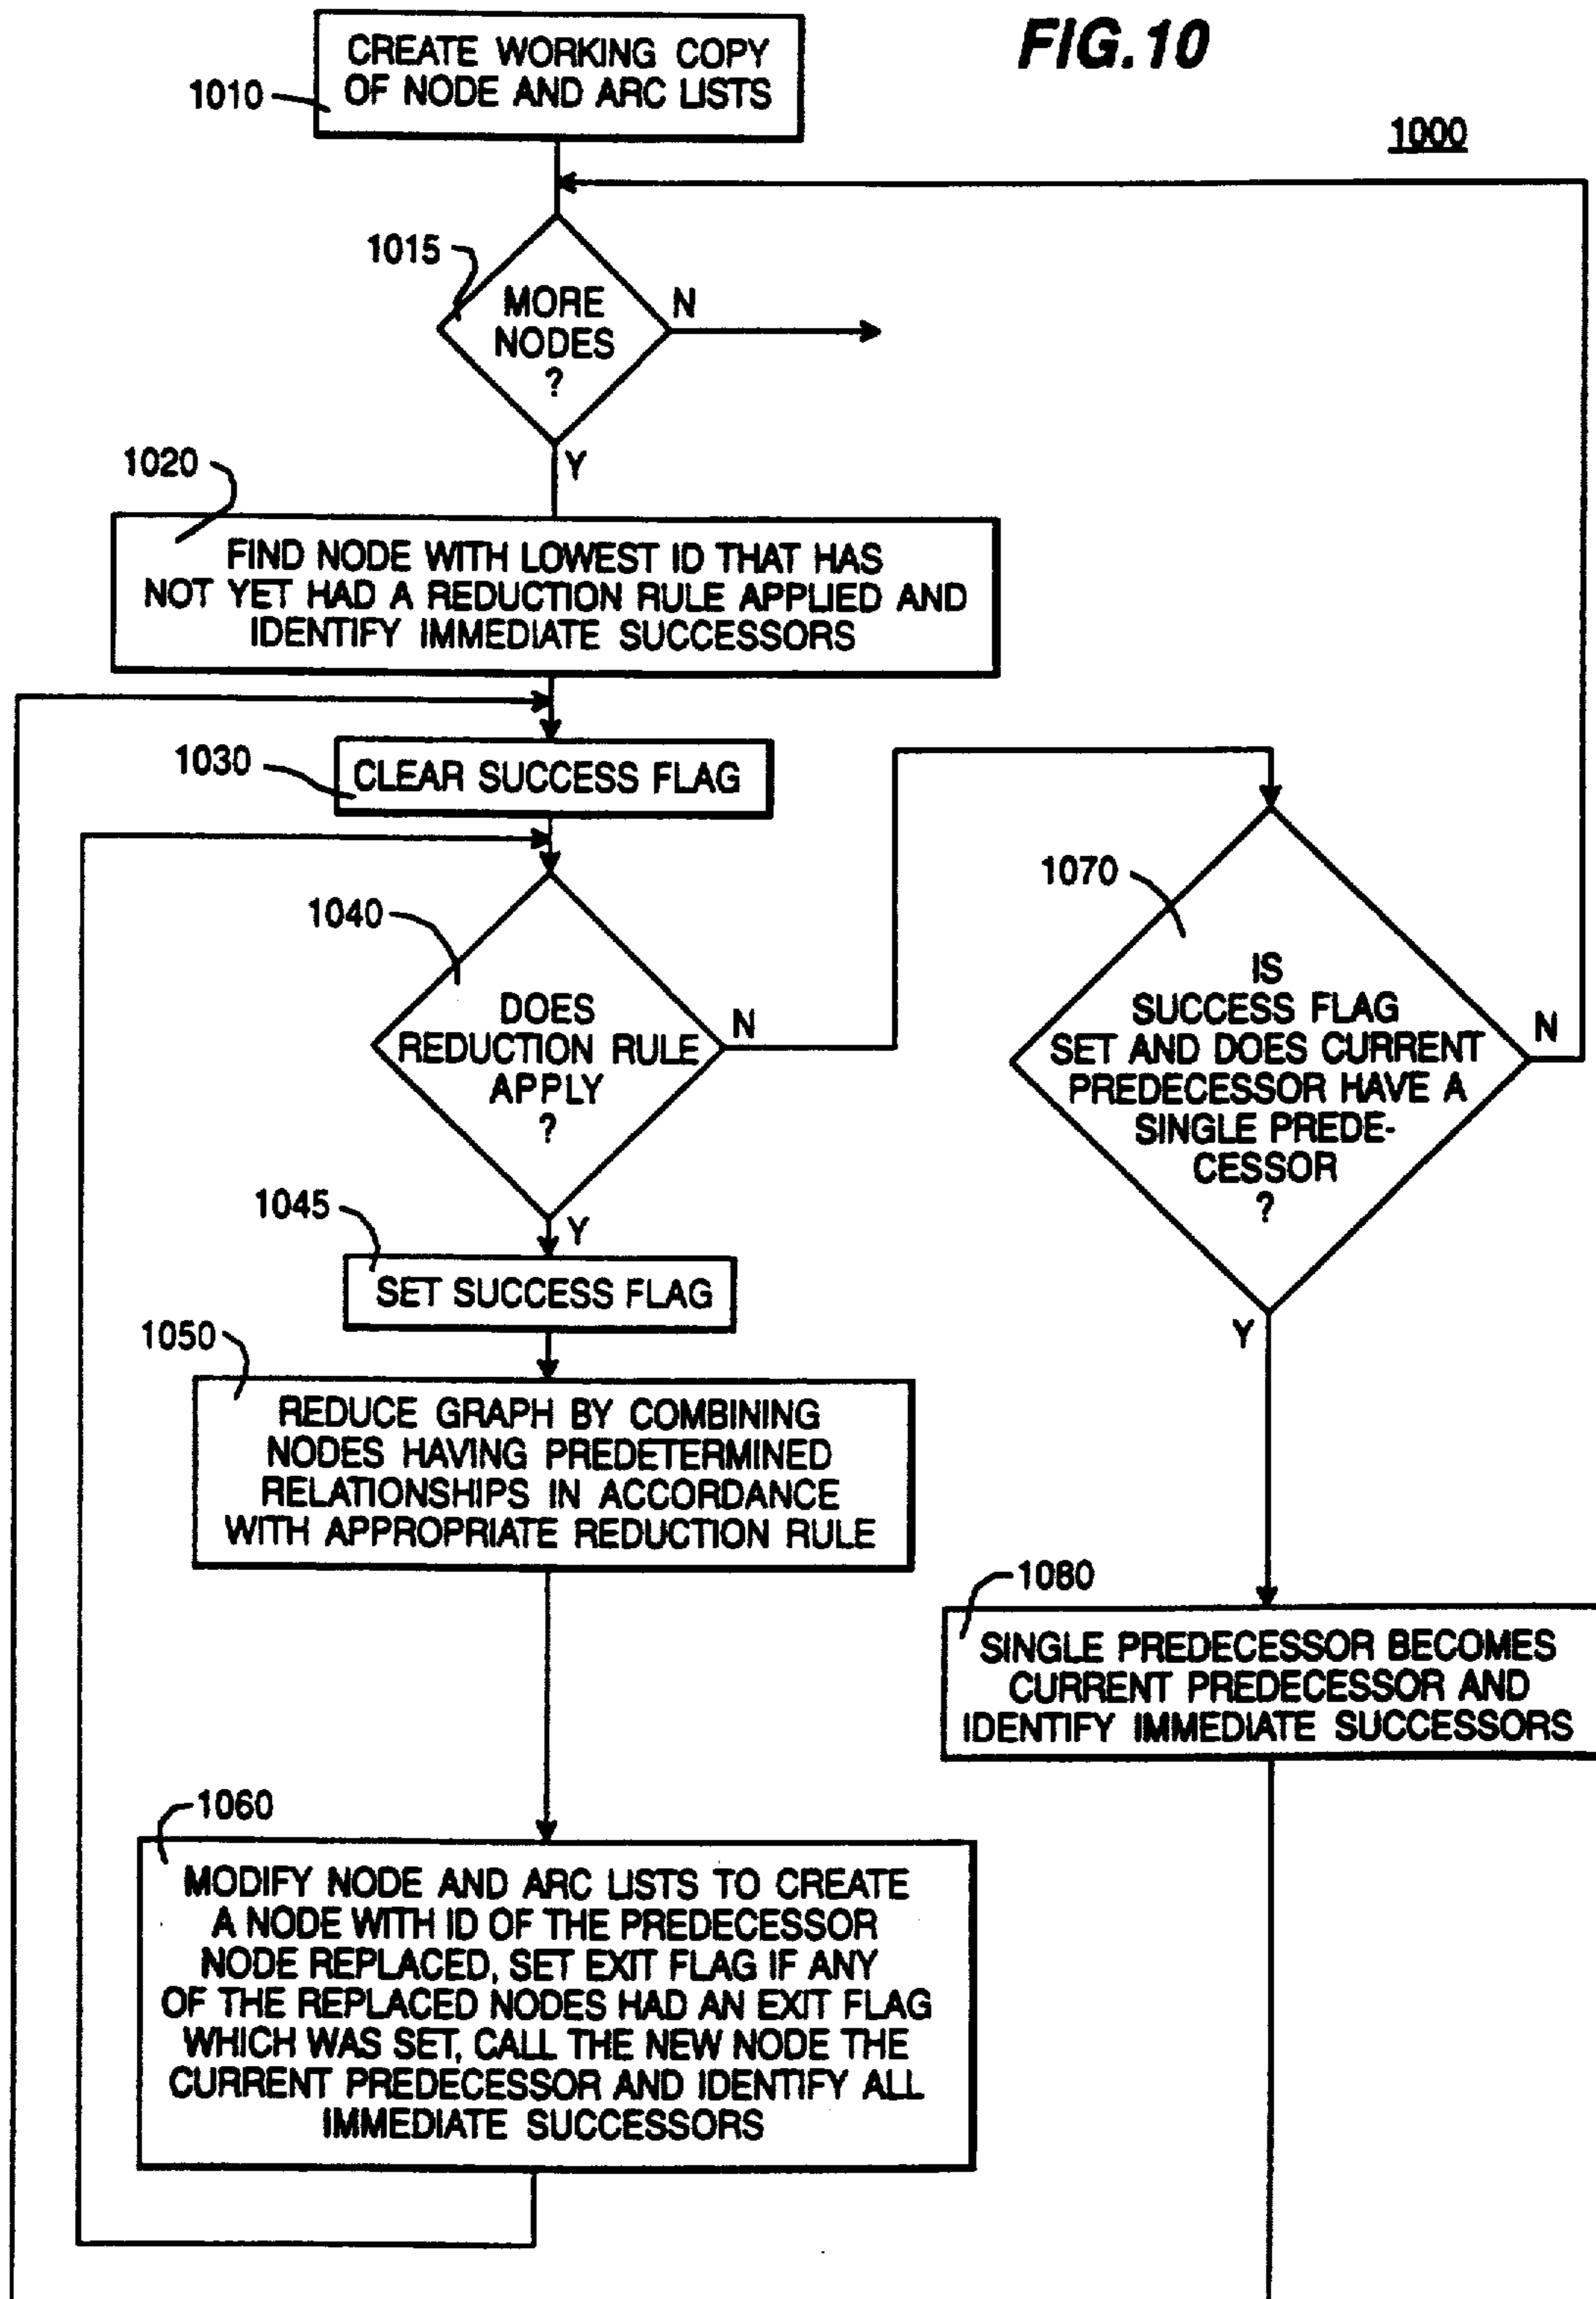 FIG.10
CREATE WORKING COPY
OF NODE AND ARC LISTS
1010
1000
1015
MORE
NODES
?
N
Y
1020
FIND NODE WITH LOWEST ID THAT HAS
NOT YET HAD A REDUCTION RULE APPLIED AND
IDENTIFY IMMEDIATE SUCCESSORS
1030
CLEAR SUCCESS FLAG
1040
DOES
REDUCTION RULE
APPLY
?
N
Y
1070
IS
SUCCESS FLAG
SET AND DOES CURRENT
PREDECESSOR HAVE A
SINGLE PREDE-
CESSOR
?
N
Y
1045
SET SUCCESS FLAG
1050
REDUCE GRAPH BY COMBINING
NODES HAVING PREDETERMINED
RELATIONSHIPS IN ACCORDANCE
WITH APPROPRIATE REDUCTION RULE
1080
SINGLE PREDECESSOR BECOMES
CURRENT PREDECESSOR AND
IDENTIFY IMMEDIATE SUCCESSORS
1060
MODIFY NODE AND ARC LISTS TO CREATE
A NODE WITH ID OF THE PREDECESSOR
NODE REPLACED, SET EXIT FLAG IF ANY
OF THE REPLACED NODES HAD AN EXIT FLAG
WHICH WAS SET, CALL THE NEW NODE THE
CURRENT PREDECESSOR AND IDENTIFY ALL
IMMEDIATE SUCCESSORS